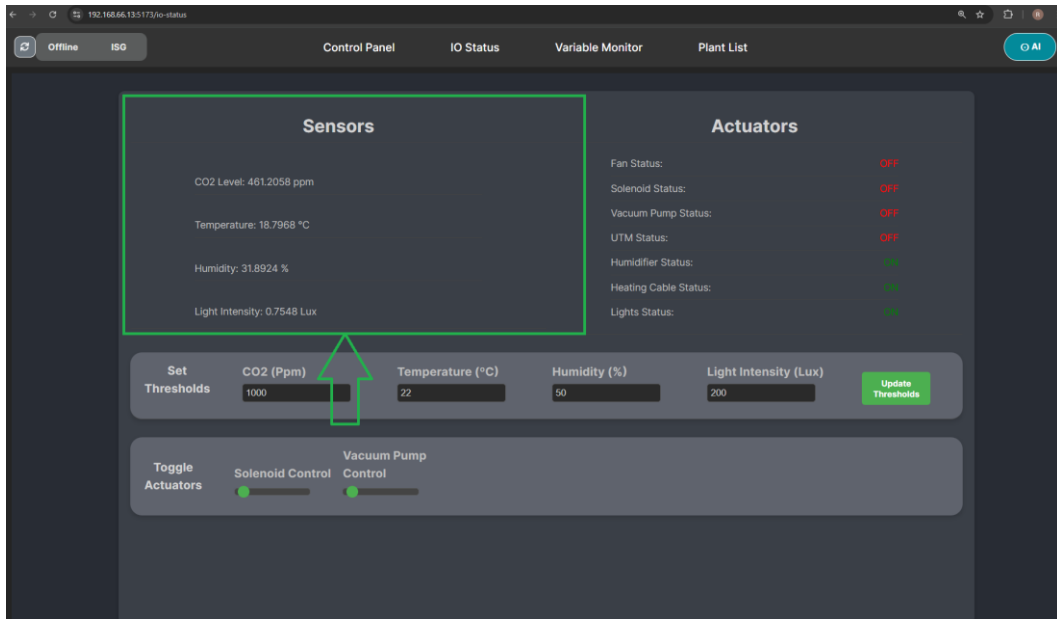 192.168.66.13:5173/io-status
Offline ISG Control Panel IO Status Variable Monitor Plant List AI
Sensors
CO2 Level: 461.2058 ppm
Temperature: 18.7968 °C
Humidity: 31.8924 %
Light Intensity: 0.7548 Lux
Actuators
Fan Status: OFF
Solenoid Status: OFF
Vacuum Pump Status: OFF
UTM Status: OFF
Humidifier Status: ON
Heating Cable Status: ON
Lights Status: ON
Set
Thresholds
CO2 (Ppm) Temperature (°C) Humidity (%) Light Intensity (Lux)
1000 22 50 200
Update
Thresholds
Toggle
Actuators
Solenoid Control
Vacuum Pump
Control